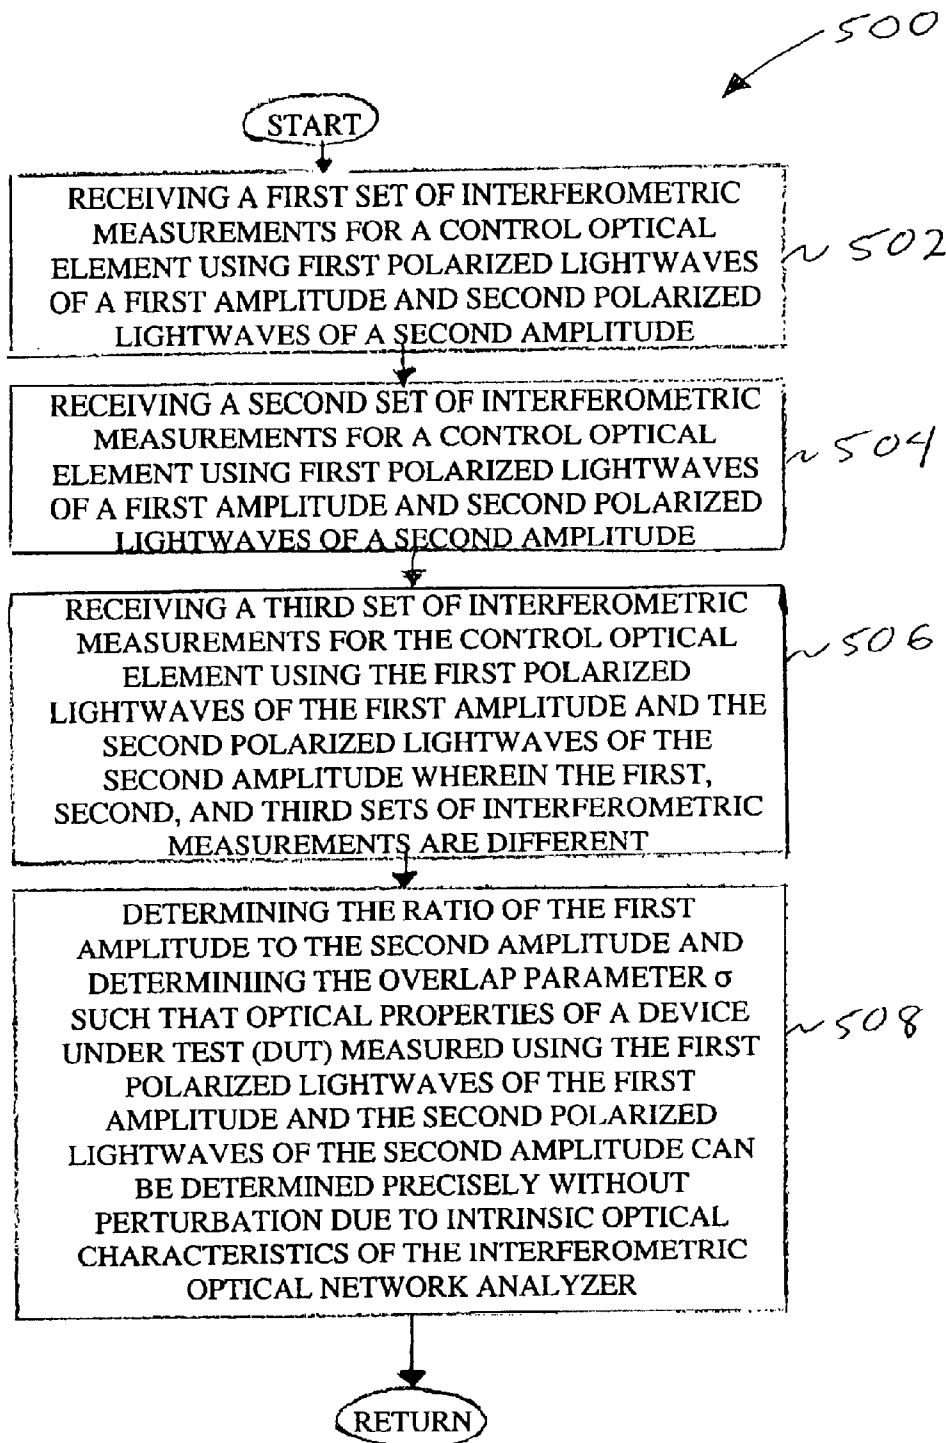 500
START
RECEIVING A FIRST SET OF INTERFEROMETRIC
MEASUREMENTS FOR A CONTROL OPTICAL
ELEMENT USING FIRST POLARIZED LIGHTWAVES
OF A FIRST AMPLITUDE AND SECOND POLARIZED
LIGHTWAVES OF A SECOND AMPLITUDE
502
RECEIVING A SECOND SET OF INTERFEROMETRIC
MEASUREMENTS FOR A CONTROL OPTICAL
ELEMENT USING FIRST POLARIZED LIGHTWAVES
OF A FIRST AMPLITUDE AND SECOND POLARIZED
LIGHTWAVES OF A SECOND AMPLITUDE
504
RECEIVING A THIRD SET OF INTERFEROMETRIC
MEASUREMENTS FOR THE CONTROL OPTICAL
ELEMENT USING THE FIRST POLARIZED
LIGHTWAVES OF THE FIRST AMPLITUDE AND THE
SECOND POLARIZED LIGHTWAVES OF THE
SECOND AMPLITUDE WHEREIN THE FIRST,
SECOND, AND THIRD SETS OF INTERFEROMETRIC
MEASUREMENTS ARE DIFFERENT
506
DETERMINING THE RATIO OF THE FIRST
AMPLITUDE TO THE SECOND AMPLITUDE AND
DETERMINIING THE OVERLAP PARAMETER σ
SUCH THAT OPTICAL PROPERTIES OF A DEVICE
UNDER TEST (DUT) MEASURED USING THE FIRST
POLARIZED LIGHTWAVES OF THE FIRST
AMPLITUDE AND THE SECOND POLARIZED
LIGHTWAVES OF THE SECOND AMPLITUDE CAN
BE DETERMINED PRECISELY WITHOUT
PERTURBATION DUE TO INTRINSIC OPTICAL
CHARACTERISTICS OF THE INTERFEROMETRIC
OPTICAL NETWORK ANALYZER
508
RETURN